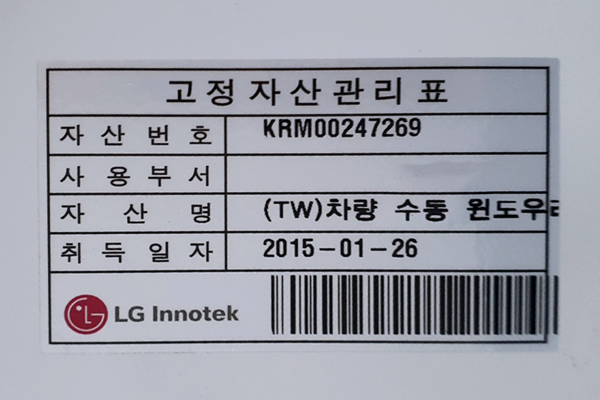 고정자산관리표
자산번호 KRM00247269
사용부서
자산명 (TW)차량 수동 윈도우
취득일자 2015-01-26
LG Innotek